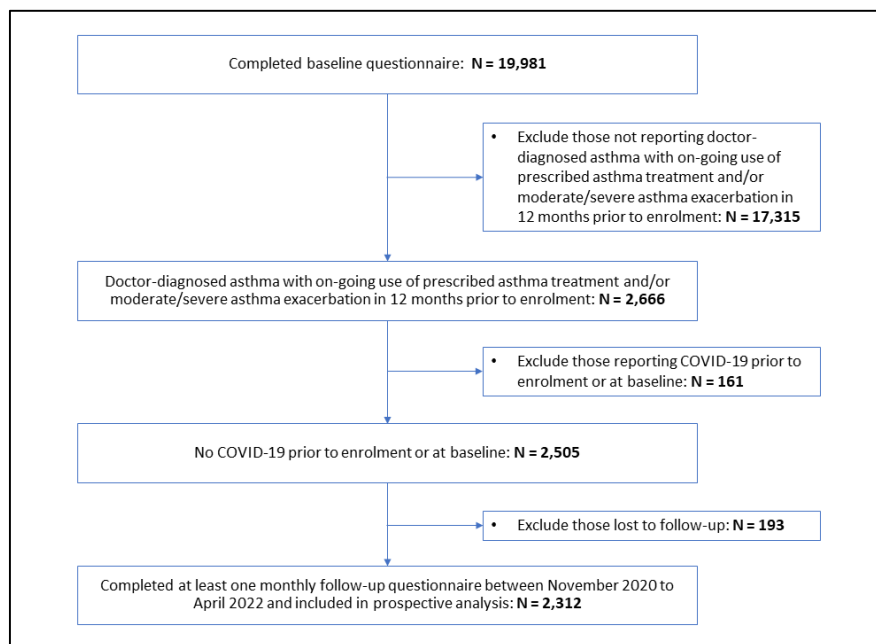 Completed baseline questionnaire: N = 19,981
• Exclude those not reporting doctor-
diagnosed asthma with on-going use of
prescribed asthma treatment and/or
moderate/severe asthma exacerbation in
12 months prior to enrolment: N = 17,315
Doctor-diagnosed asthma with on-going use of prescribed asthma treatment and/or
moderate/severe asthma exacerbation in 12 months prior to enrolment: N = 2,666
• Exclude those reporting COVID-19 prior to
enrolment or at baseline: N = 161
No COVID-19 prior to enrolment or at baseline: N = 2,505
• Exclude those lost to follow-up: N = 193
Completed at least one monthly follow-up questionnaire between November 2020 to
April 2022 and included in prospective analysis: N = 2,312